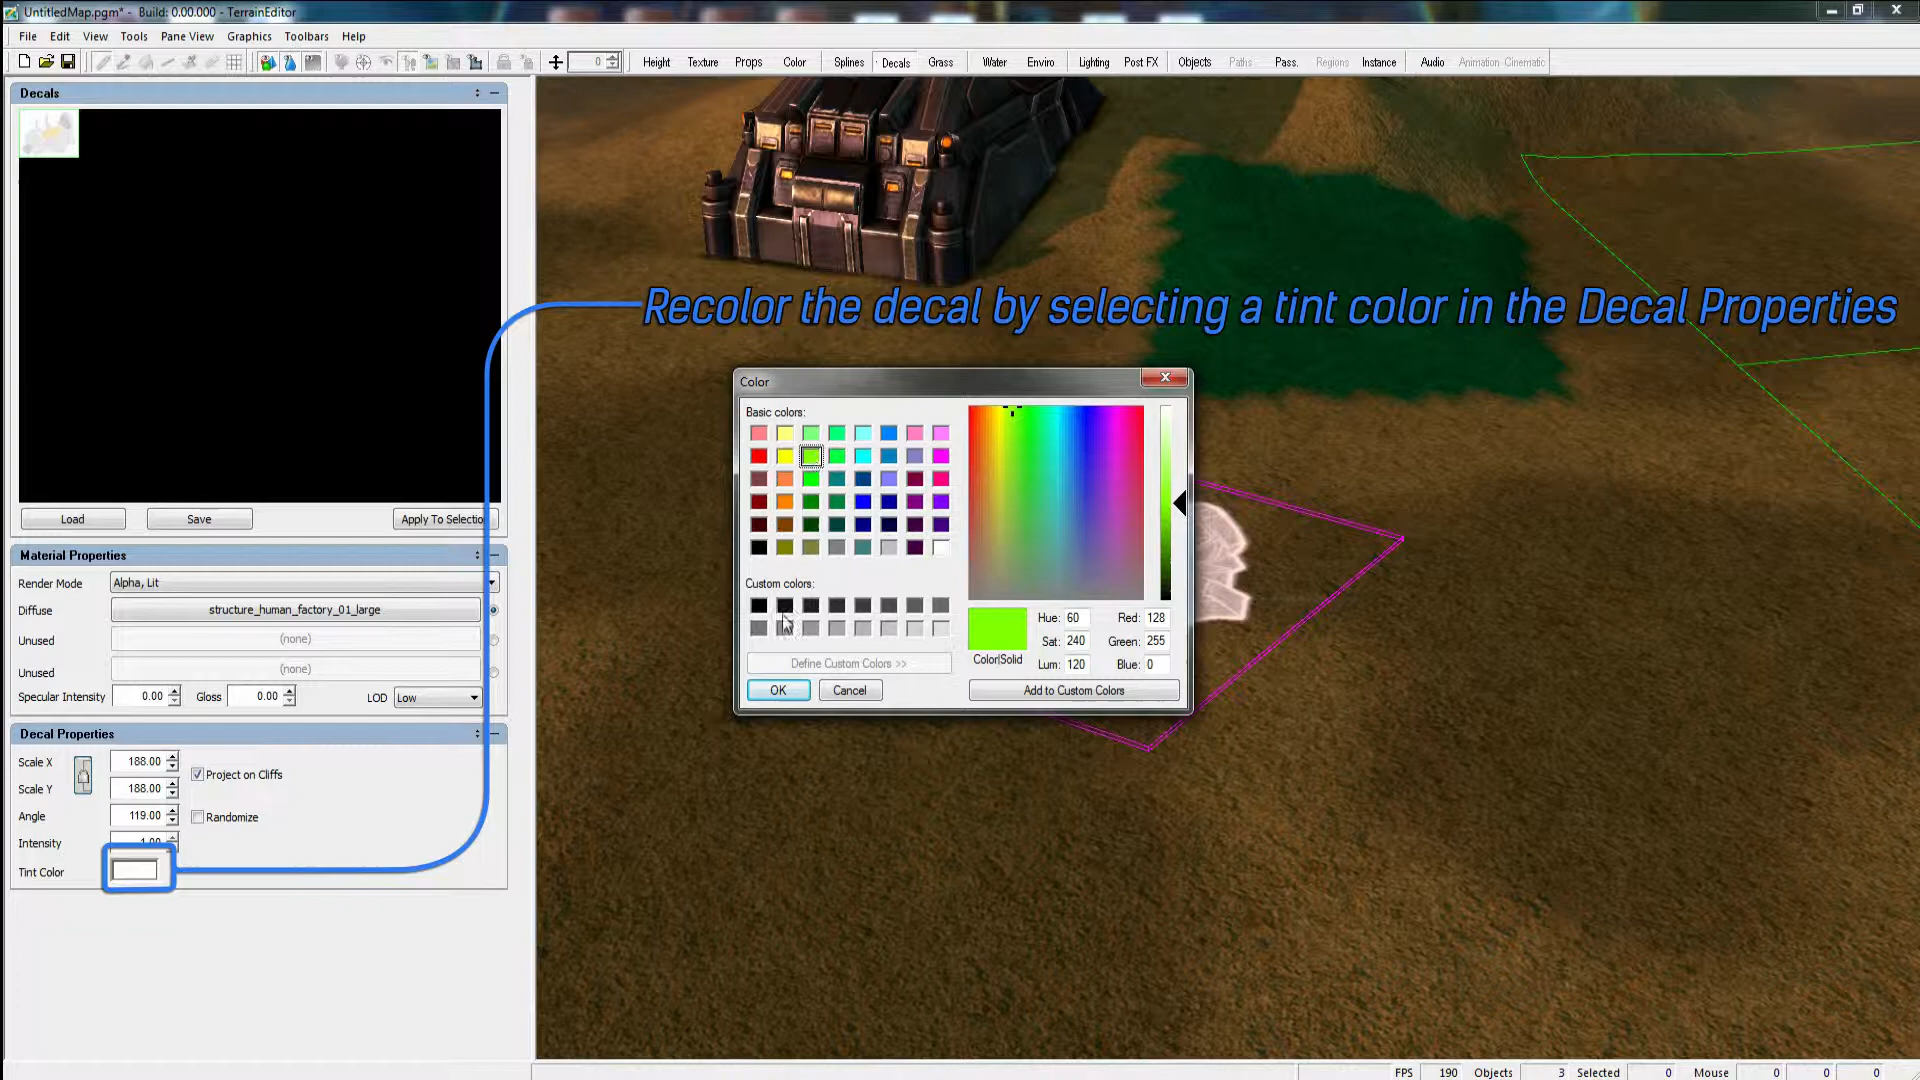 UntitledMap.pgm* - Build: 0.00.000 - TerrainEditor
File Edit View Tools Pane View Graphics Toolbars Help
0 Height Texture Props Color Splines Decals Grass Water Enviro Lighting Post FX Objects Paths Pass. Regions Instance Audio Animation Cinematic
Decals
Recolor the decal by selecting a tint color in the Decal Properties
Load Save Apply To Selectio
Material Properties
Render Mode Alpha, Lit
Diffuse structure_human_factory_01_large
Unused (none)
Unused (none)
Specular Intensity 0.00 Gloss 0.00 LOD Low
Decal Properties
Scale X 188.00
Project on Cliffs
Scale Y 188.00
Angle 119.00 Randomize
Intensity 1.00
Tint Color
Color
Basic colors:
Custom colors:
Define Custom Colors >>
OK Cancel
Color|Solid
Hue: 60 Red: 128
Sat: 240 Green: 255
Lum: 120 Blue: 0
Add to Custom Colors
FPS 190 Objects 3 Selected 0 Mouse 0 0 0